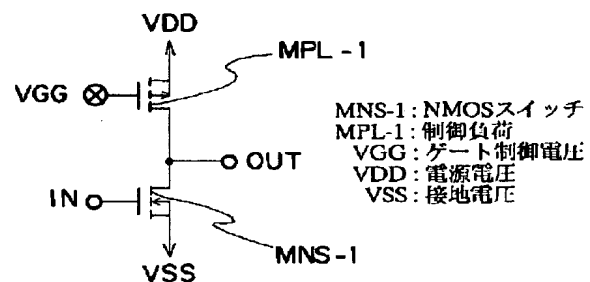 VDD
MPL-1
VGG
MNS-1:NMOSスイッチ
MPL-1:制御負荷
VGG:ゲート制御電圧
VDD:電源電圧
VSS:接地電圧
OUT
IN
MNS-1
VSS